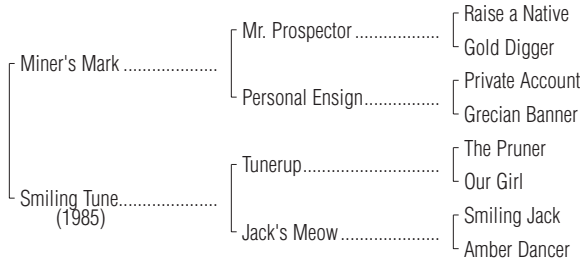 Raise a Native
Mr. Prospector ..................
Gold Digger
Miner's Mark ....................
Private Account
Personal Ensign................
Grecian Banner
The Pruner
Tunerup.............................
Our Girl
Smiling Tune.....................
(1985)
Smiling Jack
Jack's Meow .....................
Amber Dancer